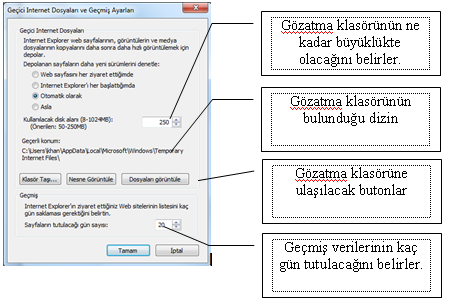 Geçici Internet Dosyaları ve Geçmiş Ayarları
Geçici Internet Dosyaları
Internet Explorer web sayfalarının, görüntülerin ve medya
dosyalarının kopyalarını daha sonra daha hızlı görüntülemek için
depolar.
Depolanan sayfaların daha yeni sürümlerini denetle:
Web sayfasını her ziyaret ettiğimde
Internet Explorer'ı her başlattığımda
Otomatik olarak
Asla
Kullanılacak disk alanı (8-1024MB):
(Önerilen: 50-250MB)
250
Geçerli konum:
C:\Users\khan\AppData\Local\Microsoft\Windows\Temporary
Internet Files\
Klasör Taşı...
Nesne Görüntüle
Dosyaları görüntüle
Geçmiş
Internet Explorer'ın ziyaret ettiğiniz Web sitelerinin listesini kaç
gün saklaması gerektiğini belirtin.
Sayfaların tutulacağı gün sayısı:
20
Tamam
İptal
Gözatma klasörünün ne
kadar büyüklükte
olacağını belirler.
Gözatma klasörünün
bulunduğu dizin
Gözatma klasörüne
ulaşılacak butonlar
Geçmiş verilerinin kaç
gün tutulacağını belirler.